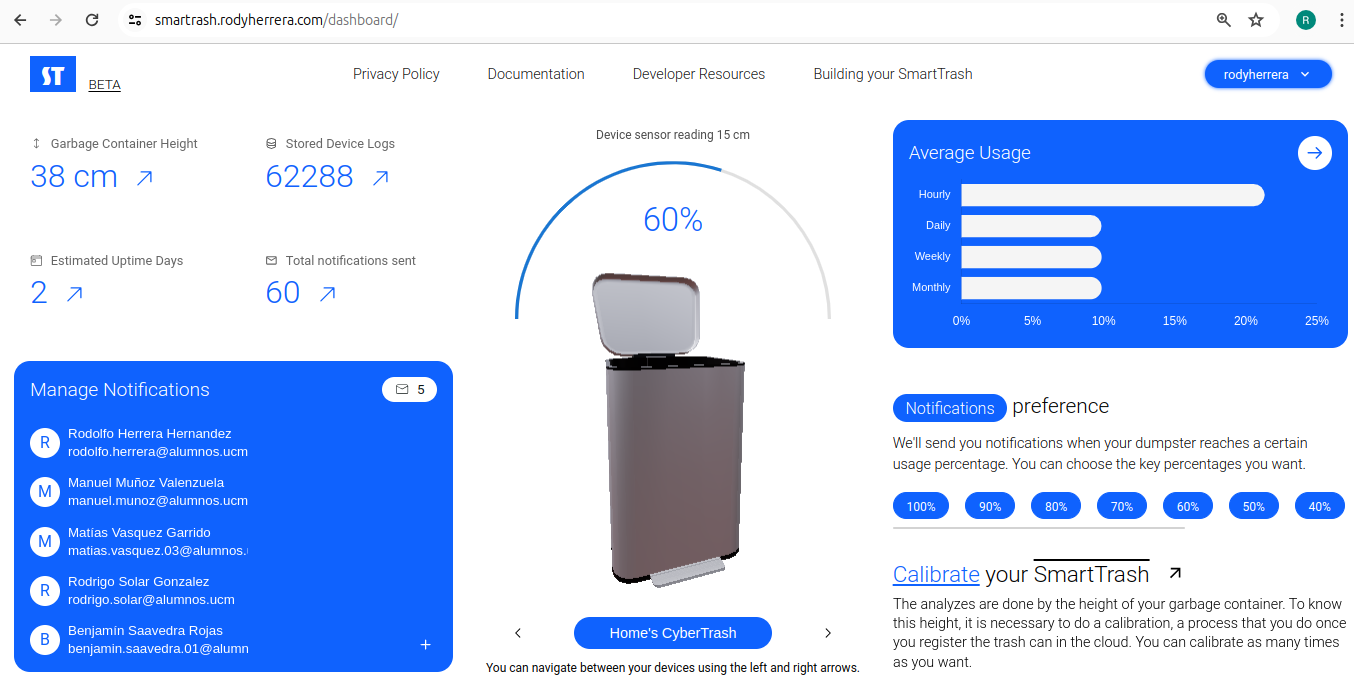 smartrash.rodyherrera.com/dashboard/
R
ST
BETA
Privacy Policy
Documentation
Developer Resources
Building your SmartTrash
rodyherrera
Garbage Container Height
38 cm
Stored Device Logs
62288
Estimated Uptime Days
2
Total notifications sent
60
Manage Notifications
5
R
Rodolfo Herrera Hernandez
rodolfo.herrera@alumnos.ucm
M
Manuel Muñoz Valenzuela
manuel.munoz@alumnos.ucm
M
Matías Vasquez Garrido
matias.vasquez.03@alumnos.
R
Rodrigo Solar Gonzalez
rodrigo.solar@alumnos.ucm
B
Benjamín Saavedra Rojas
benjamin.saavedra.01@alumn
+
Device sensor reading 15 cm
60%
Home's CyberTrash
You can navigate between your devices using the left and right arrows.
Average Usage
Hourly
Daily
Weekly
Monthly
0% 5% 10% 15% 20% 25%
Notifications preference
We'll send you notifications when your dumpster reaches a certain
usage percentage. You can choose the key percentages you want.
100% 90% 80% 70% 60% 50% 40%
Calibrate your SmartTrash
The analyzes are done by the height of your garbage container. To know
this height, it is necessary to do a calibration, a process that you do once
you register the trash can in the cloud. You can calibrate as many times
as you want.